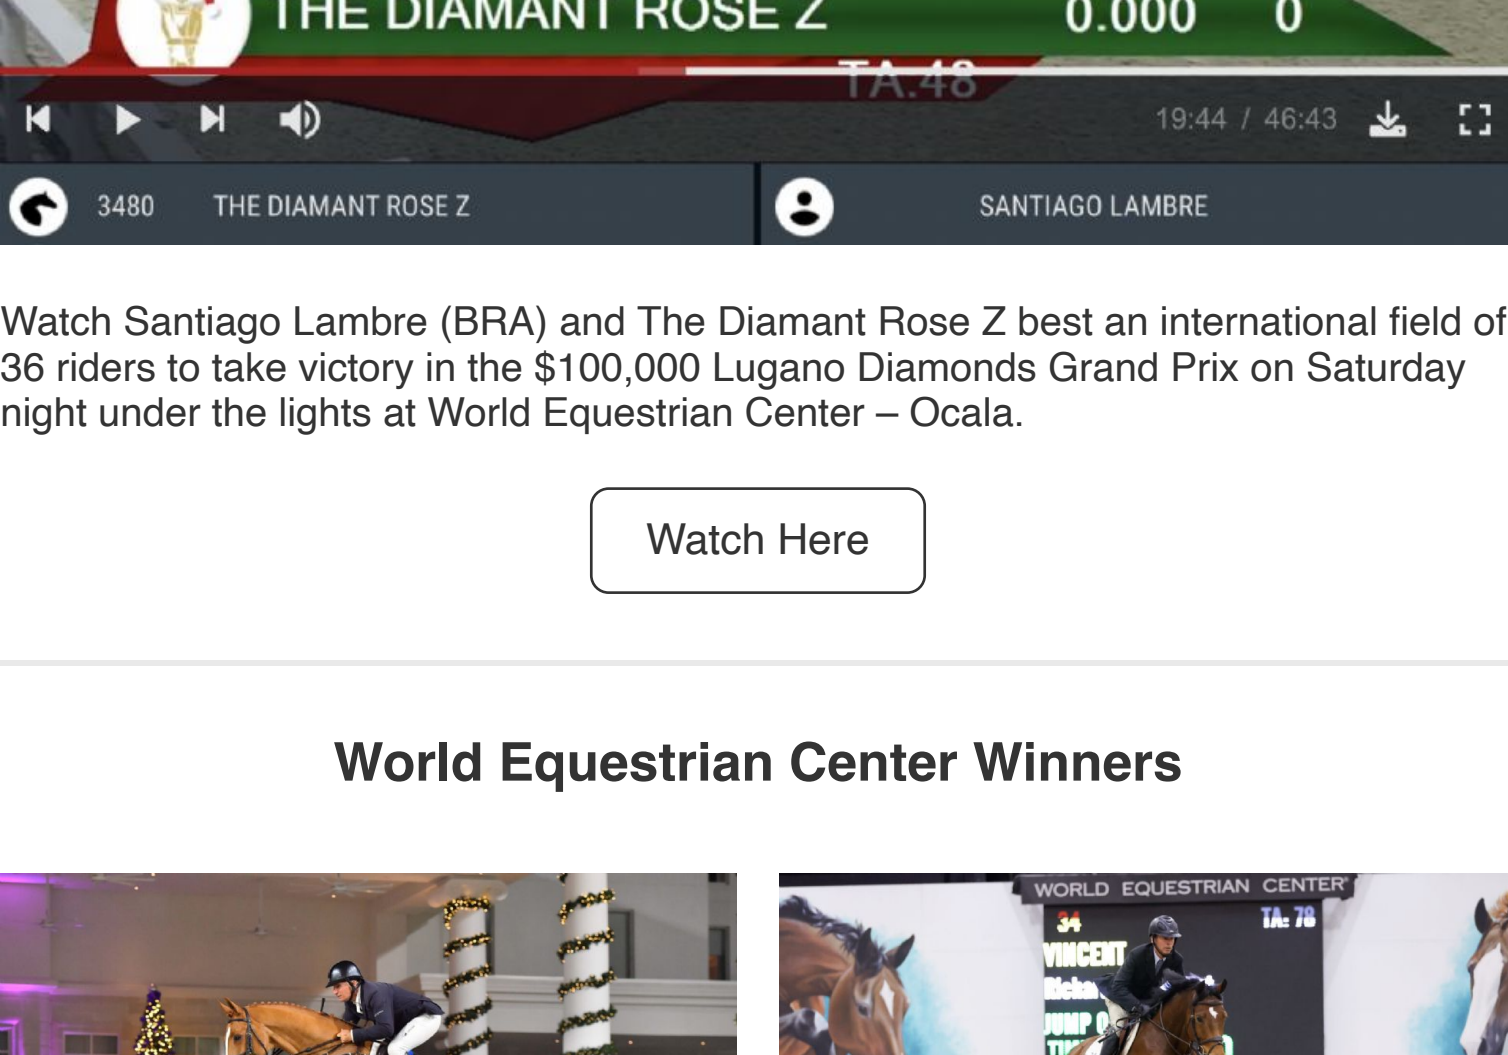 THE DIAMANT ROSE Z 0.000 0
TA.48
19:44 / 46:43
3480 THE DIAMANT ROSE Z SANTIAGO LAMBRE
Watch Santiago Lambre (BRA) and The Diamant Rose Z best an international field of
36 riders to take victory in the $100,000 Lugano Diamonds Grand Prix on Saturday
night under the lights at World Equestrian Center – Ocala.
Watch Here
World Equestrian Center Winners
WORLD EQUESTRIAN CENTER
34 TA: 78
VINCENT
JUMP 0